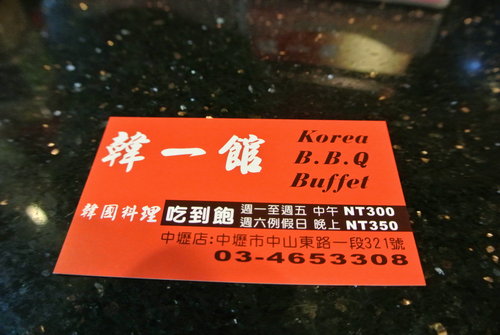 韓一館
Korea
B.B.Q
Buffet
韓國料理 吃到飽
週一至週五 中午 NT300
週六例假日 晚上 NT350
中壢店:中壢市中山東路一段321號
03-4653308